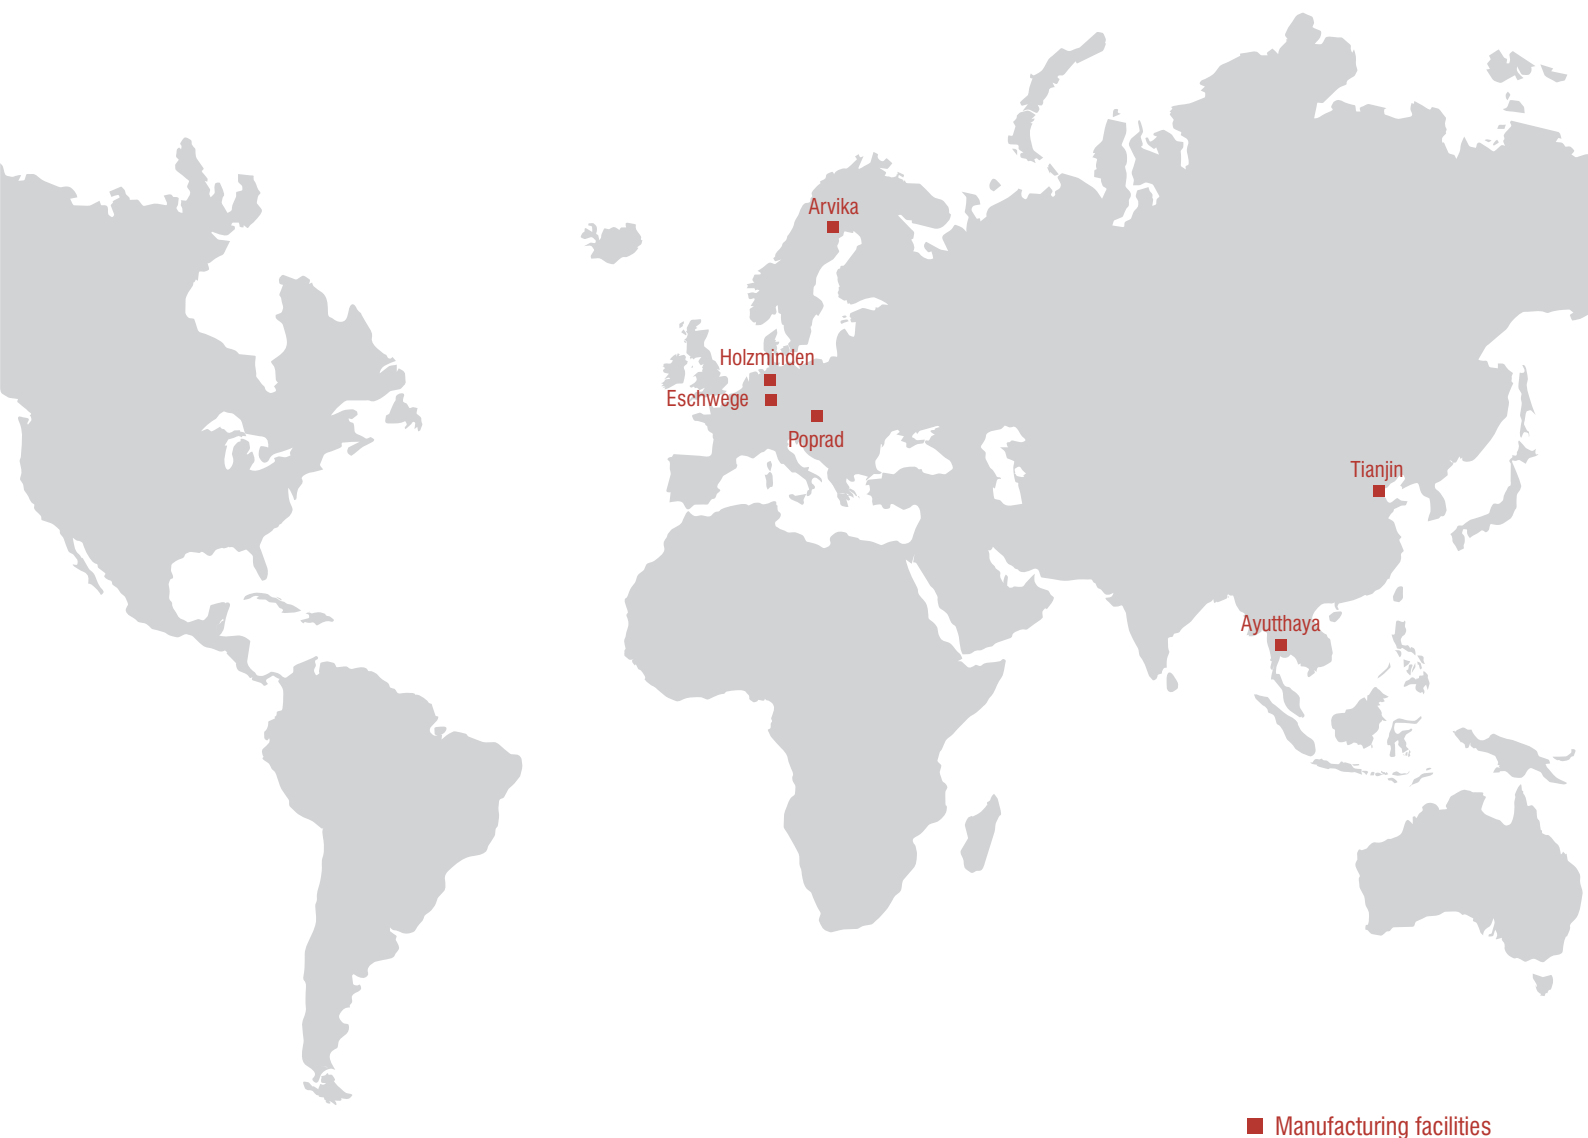 Arvika
Holzminden
Eschwege
Poprad
Tianjin
Ayutthaya
Manufacturing facilities